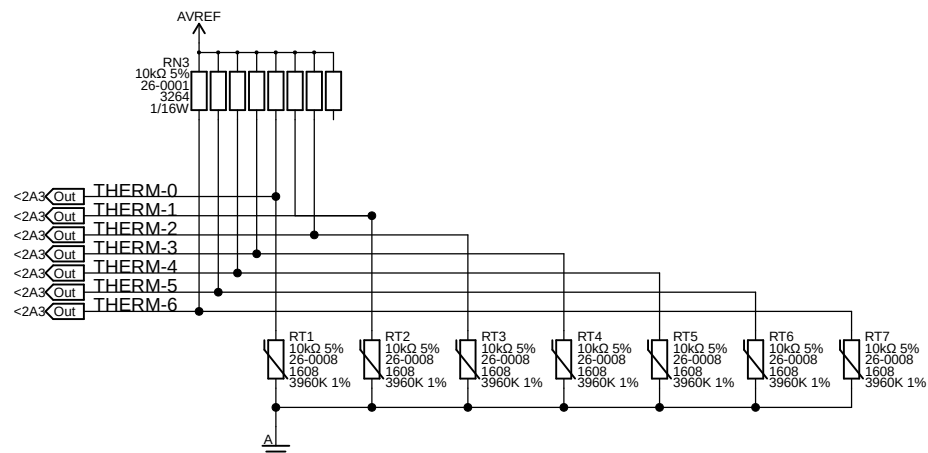 AVREF
RN3
10kΩ 5%
26-0001
3264
1/16W
<2A3 Out THERM-0
<2A3 Out THERM-1
<2A3 Out THERM-2
<2A3 Out THERM-3
<2A3 Out THERM-4
<2A3 Out THERM-5
<2A3 Out THERM-6
RT1
10kΩ 5%
26-0008
1608
3960K 1%
RT2
10kΩ 5%
26-0008
1608
3960K 1%
RT3
10kΩ 5%
26-0008
1608
3960K 1%
RT4
10kΩ 5%
26-0008
1608
3960K 1%
RT5
10kΩ 5%
26-0008
1608
3960K 1%
RT6
10kΩ 5%
26-0008
1608
3960K 1%
RT7
10kΩ 5%
26-0008
1608
3960K 1%
A